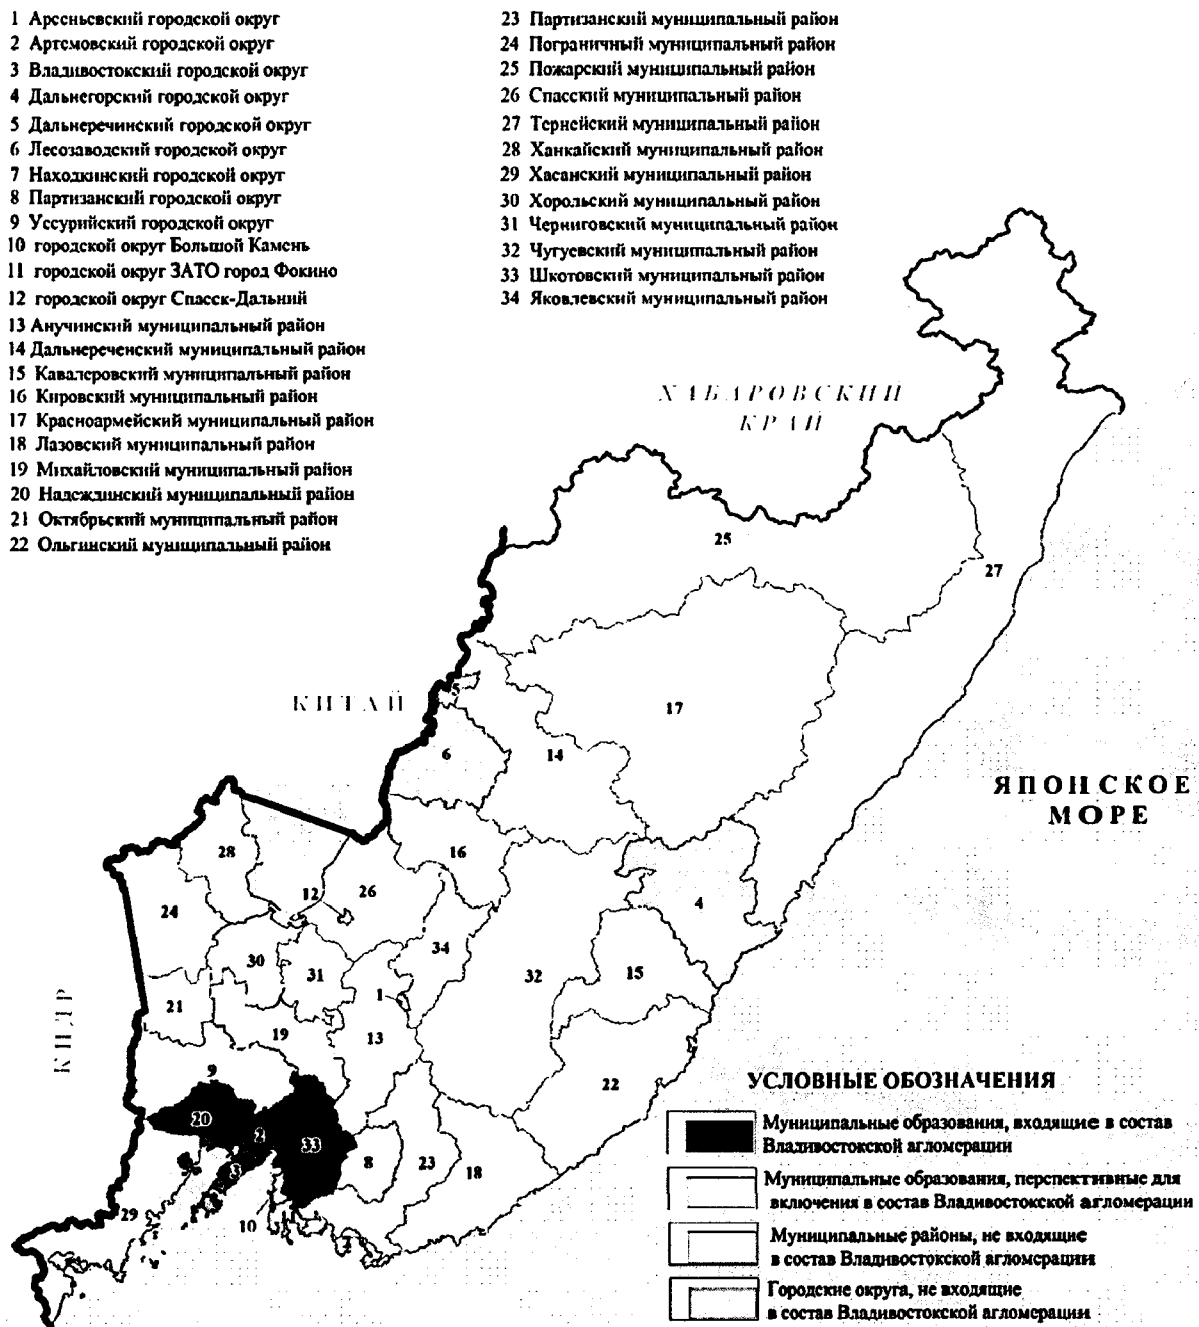 1 Арсеньевский городской округ
2 Артемовский городской округ
3 Владивостокский городской округ
4 Дальнегорский городской округ
5 Дальнеречинский городской округ
6 Лесозаводский городской округ
7 Находкинский городской округ
8 Партизанский городской округ
9 Уссурийский городской округ
10 городской округ Большой Камень
11 городской округ ЗАТО город Фокино
12 городской округ Спасск-Дальний
13 Анучинский муниципальный район
14 Дальнереченский муниципальный район
15 Кавалеровский муниципальный район
16 Кировский муниципальный район
17 Красноармейский муниципальный район
18 Лазовский муниципальный район
19 Михайловский муниципальный район
20 Надеждинский муниципальный район
21 Октябрьский муниципальный район
22 Ольгинский муниципальный район
23 Партизанский муниципальный район
24 Пограничный муниципальный район
25 Пожарский муниципальный район
26 Спасский муниципальный район
27 Тернейский муниципальный район
28 Ханкайский муниципальный район
29 Хасанский муниципальный район
30 Хорольский муниципальный район
31 Черниговский муниципальный район
32 Чугуевский муниципальный район
33 Шкотовский муниципальный район
34 Яковлевский муниципальный район
ХАБАРОВСКИЙ
КРАЙ
25
27
КИТАЙ
5
17
6
14
ЯПОНСКОЕ
МОРЕ
28
16
12
26
24
4
34
30
31
32
15
21
1
19
13
КНДР
9
22
20
2
33
3
8
23
18
29
10
7
УСЛОВНЫЕ ОБОЗНАЧЕНИЯ
Муниципальные образования, входящие в состав
Владивостокской агломерации
Муниципальные образования, перспективные для
включения в состав Владивостокской агломерации
Муниципальные районы, не входящие
в состав Владивостокской агломерации
Городские округа, не входящие
в состав Владивостокской агломерации